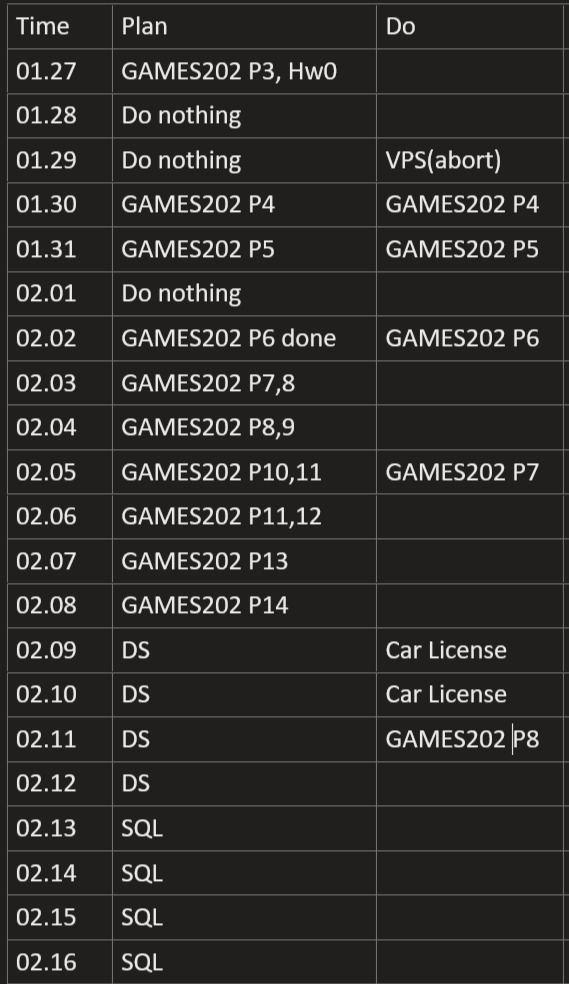 Time Plan Do
01.27 GAMES202 P3, Hw0
01.28 Do nothing
01.29 Do nothing VPS(abort)
01.30 GAMES202 P4 GAMES202 P4
01.31 GAMES202 P5 GAMES202 P5
02.01 Do nothing
02.02 GAMES202 P6 done GAMES202 P6
02.03 GAMES202 P7,8
02.04 GAMES202 P8,9
02.05 GAMES202 P10,11 GAMES202 P7
02.06 GAMES202 P11,12
02.07 GAMES202 P13
02.08 GAMES202 P14
02.09 DS Car License
02.10 DS Car License
02.11 DS GAMES202 P8
02.12 DS
02.13 SQL
02.14 SQL
02.15 SQL
02.16 SQL